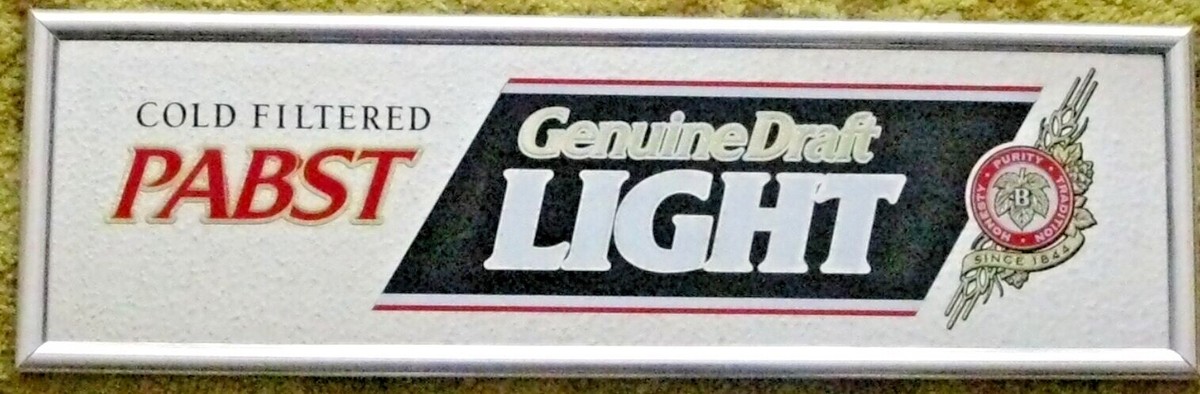 COLD FILTERED
PABST
Genuine Draft
LIGHT
HONESTY • PURITY • TRADITION •
B
SINCE 1844